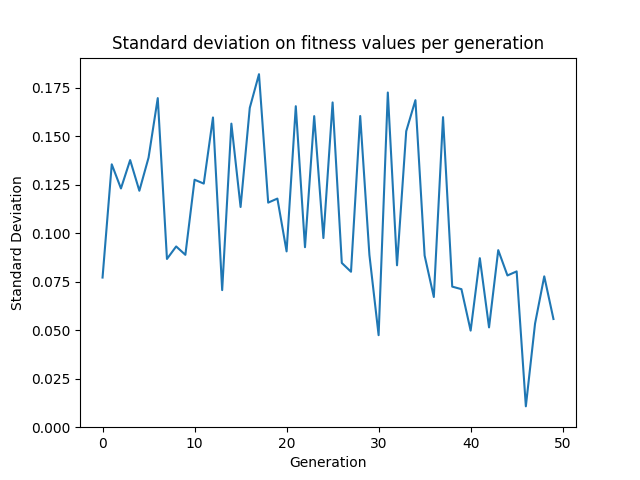 Standard deviation on fitness values per generation
0.175
0.150
0.125
0.100
0.075
0.050
0.025
0.000
Standard Deviation
0 10 20 30 40 50
Generation